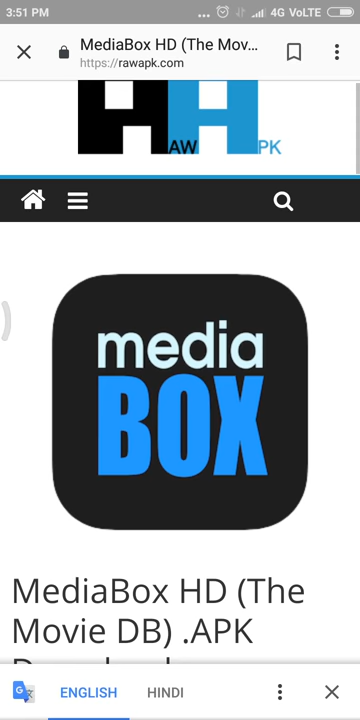 3:51 PM ... 4G VoLTE
MediaBox HD (The Mov...
https://rawapk.com
AW PK
media
BOX
MediaBox HD (The
Movie DB) .APK
Download
ENGLISH HINDI